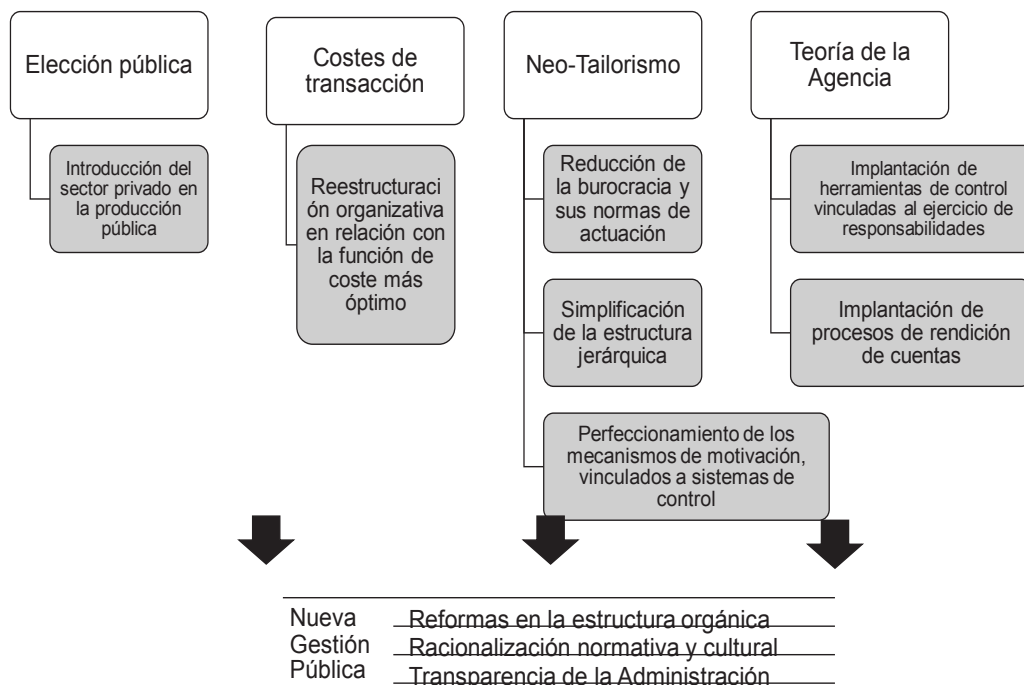 Elección pública
Costes de
transacción
Neo-Tailorismo
Teoría de la
Agencia
Introducción del
sector privado en
la producción
pública
Reestructuraci
ón organizativa
en relación con
la función de
coste más
óptimo
Reducción de
la burocracia y
sus normas de
actuación
Simplificación
de la estructura
jerárquica
Perfeccionamiento de los
mecanismos de motivación,
vinculados a sistemas de
control
Implantación de
herramientas de control
vinculadas al ejercicio de
responsabilidades
Implantación de
procesos de rendición
de cuentas
Nueva
Gestión
Pública
Reformas en la estructura orgánica
Racionalización normativa y cultural
Transparencia de la Administración